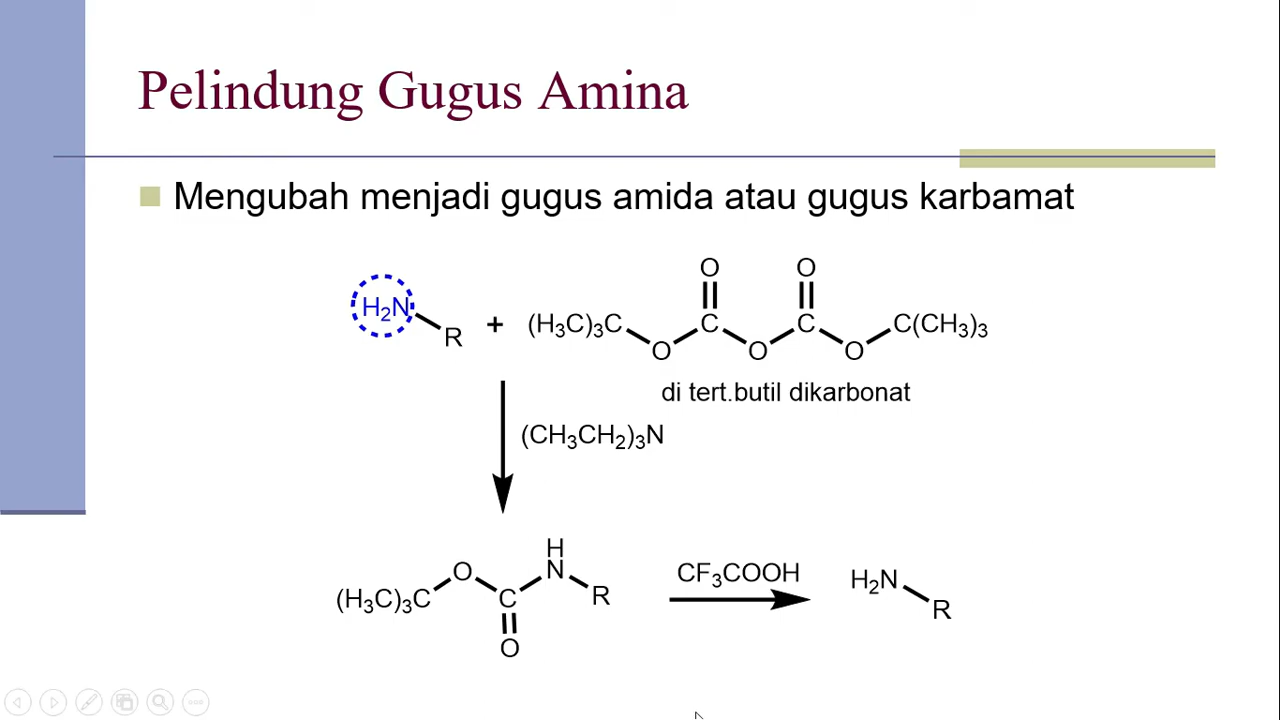 Pelindung Gugus Amina
Mengubah menjadi gugus amida atau gugus karbamat
H₂N
R
+
(H₃C)₃C
O
C
O
O
C
O
O
C(CH₃)₃
di tert.butil dikarbonat
(CH₃CH₂)₃N
(H₃C)₃C
O
C
O
H
N
R
CF₃COOH
H₂N
R